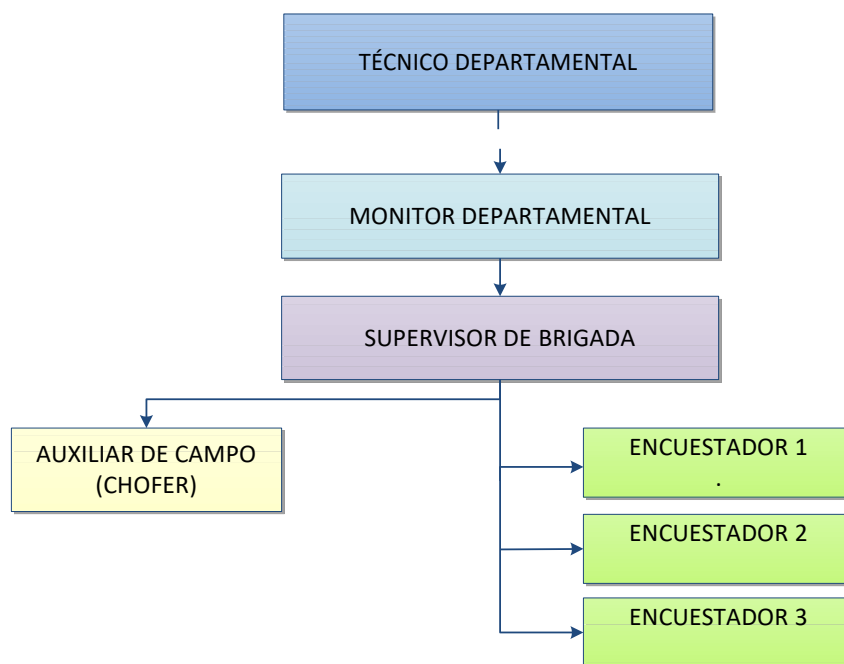 TÉCNICO DEPARTAMENTAL
MONITOR DEPARTAMENTAL
SUPERVISOR DE BRIGADA
AUXILIAR DE CAMPO
(CHOFER)
ENCUESTADOR 1
.
ENCUESTADOR 2
ENCUESTADOR 3